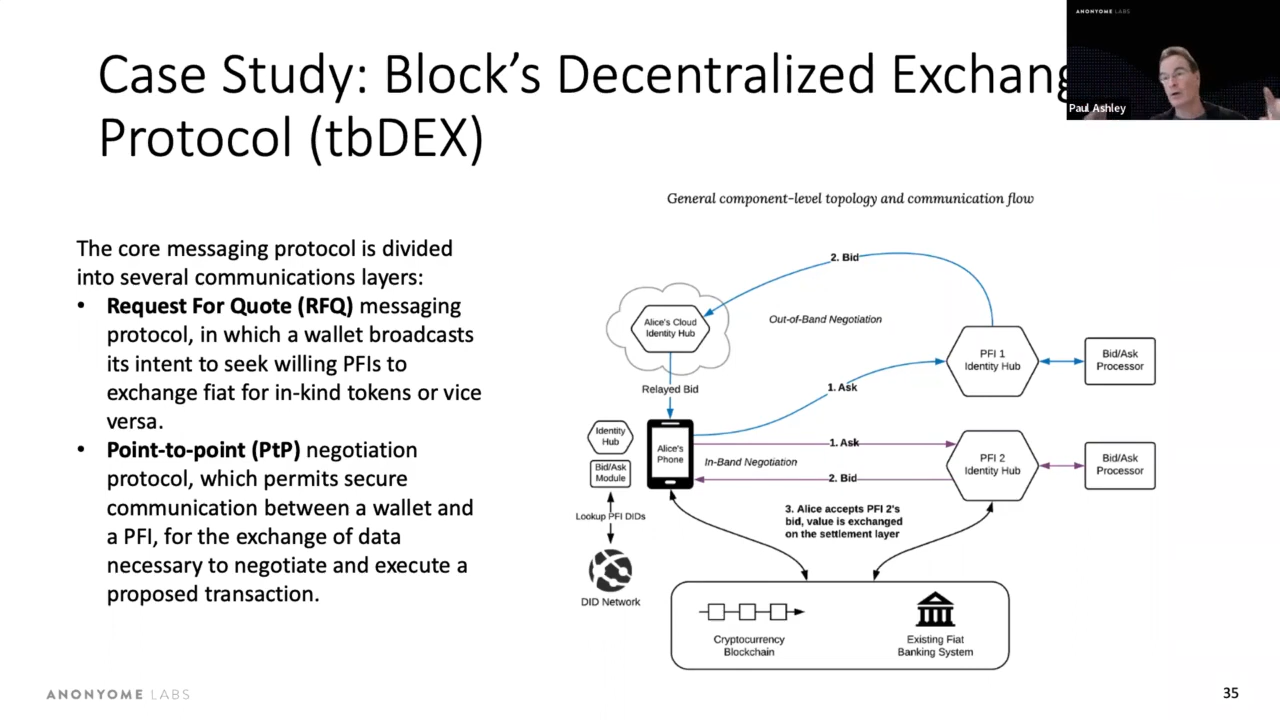 ANONYOME LABS
Paul Ashley
Case Study: Block’s Decentralized Exchang
Protocol (tbDEX)
General component-level topology and communication flow
The core messaging protocol is divided
into several communications layers:
• Request For Quote (RFQ) messaging
protocol, in which a wallet broadcasts
its intent to seek willing PFIs to
exchange fiat for in-kind tokens or vice
versa.
• Point-to-point (PtP) negotiation
protocol, which permits secure
communication between a wallet and
a PFI, for the exchange of data
necessary to negotiate and execute a
proposed transaction.
2. Bid
Alice's Cloud
Identity Hub
Out-of-Band Negotiation
PFI 1
Identity Hub
Bid/Ask
Processor
Relayed Bid
1. Ask
Identity
Hub
Bid/Ask
Module
Alice's
Phone
1. Ask
In-Band Negotiation
2. Bid
PFI 2
Identity Hub
Bid/Ask
Processor
Lookup PFI DIDs
3. Alice accepts PFI 2's
bid, value is exchanged
on the settlement layer
DID Network
Cryptocurrency
Blockchain
Existing Fiat
Banking System
ANONYOME LABS
35